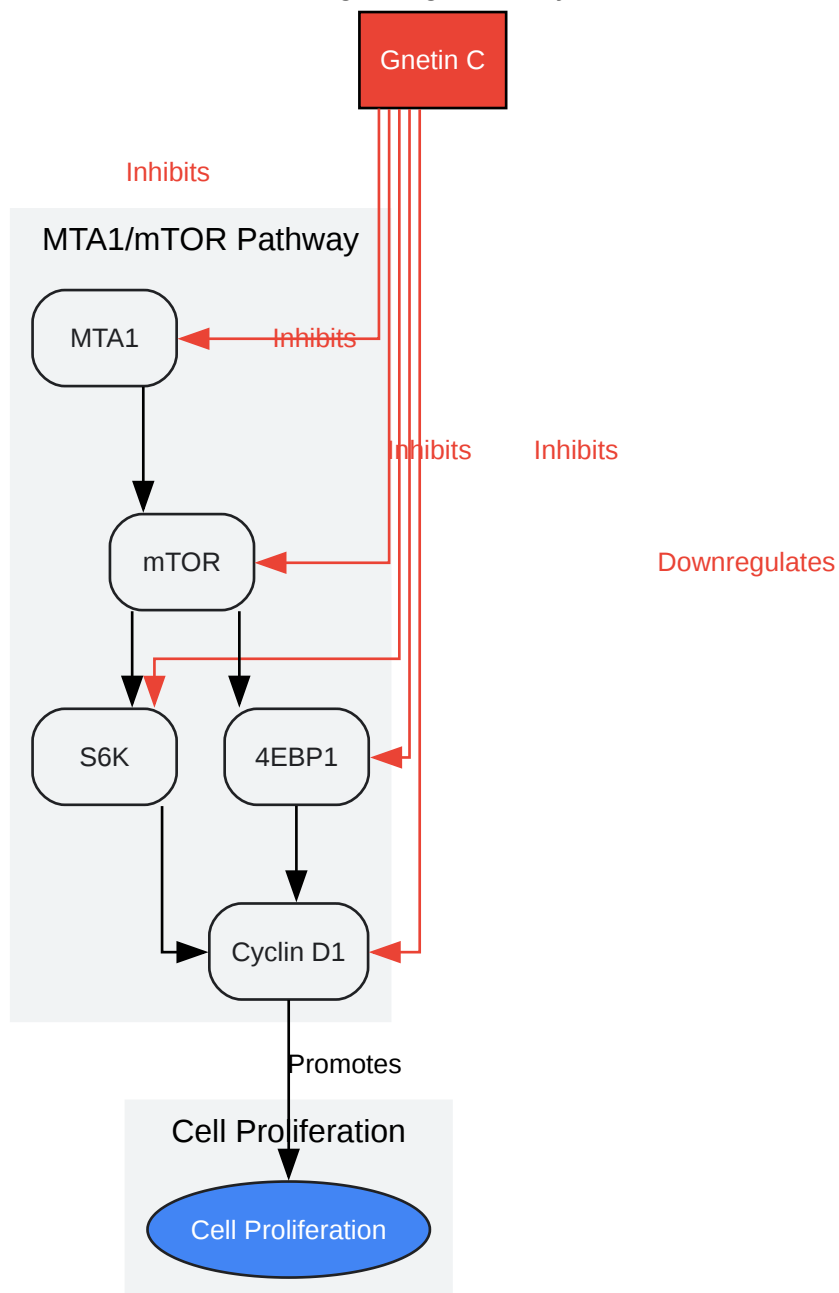 Gnetin C
Inhibits
MTA1/mTOR Pathway
MTA1
Inhibits
Inhibits
Inhibits
mTOR
Downregulates
S6K
4EBP1
Cyclin D1
Promotes
Cell Proliferation
Cell Proliferation